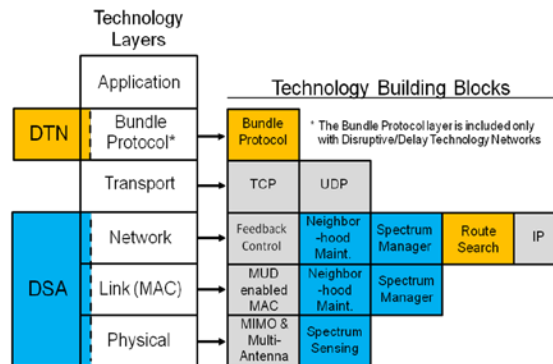 Technology
Layers
Application
Technology Building Blocks
DTN
Bundle
Protocol*
Bundle
Protocol
* The Bundle Protocol layer is included only
with Disruptive/Delay Technology Networks
Transport
TCP
UDP
DSA
Network
Feedback
Control
Neighbor
-hood
Maint.
Spectrum
Manager
Route
Search
IP
Link (MAC)
MUD
enabled
MAC
Neighbor
-hood
Maint.
Spectrum
Manager
Physical
MIMO &
Multi-
Antenna
Spectrum
Sensing